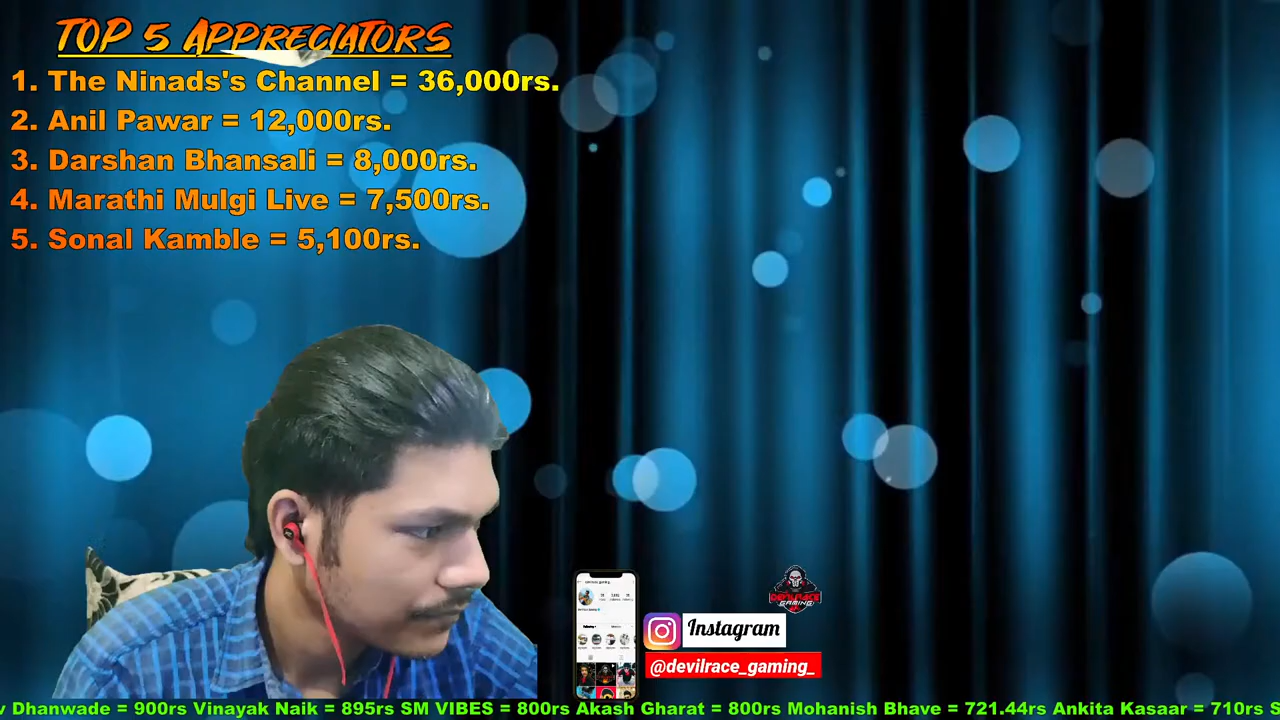 TOP 5 APPRECIATORS
1. The Ninads's Channel = 36,000rs.
2. Anil Pawar = 12,000rs.
3. Darshan Bhansali = 8,000rs.
4. Marathi Mulgi Live = 7,500rs.
5. Sonal Kamble = 5,100rs.
DEVILRACE
GAMING
Instagram
@devilrace_gaming_
Dhanwade = 900rs Vinayak Naik = 895rs SM VIBES = 800rs Akash Gharat = 800rs Mohanish Bhave = 721.44rs Ankita Kasaar = 710rs S